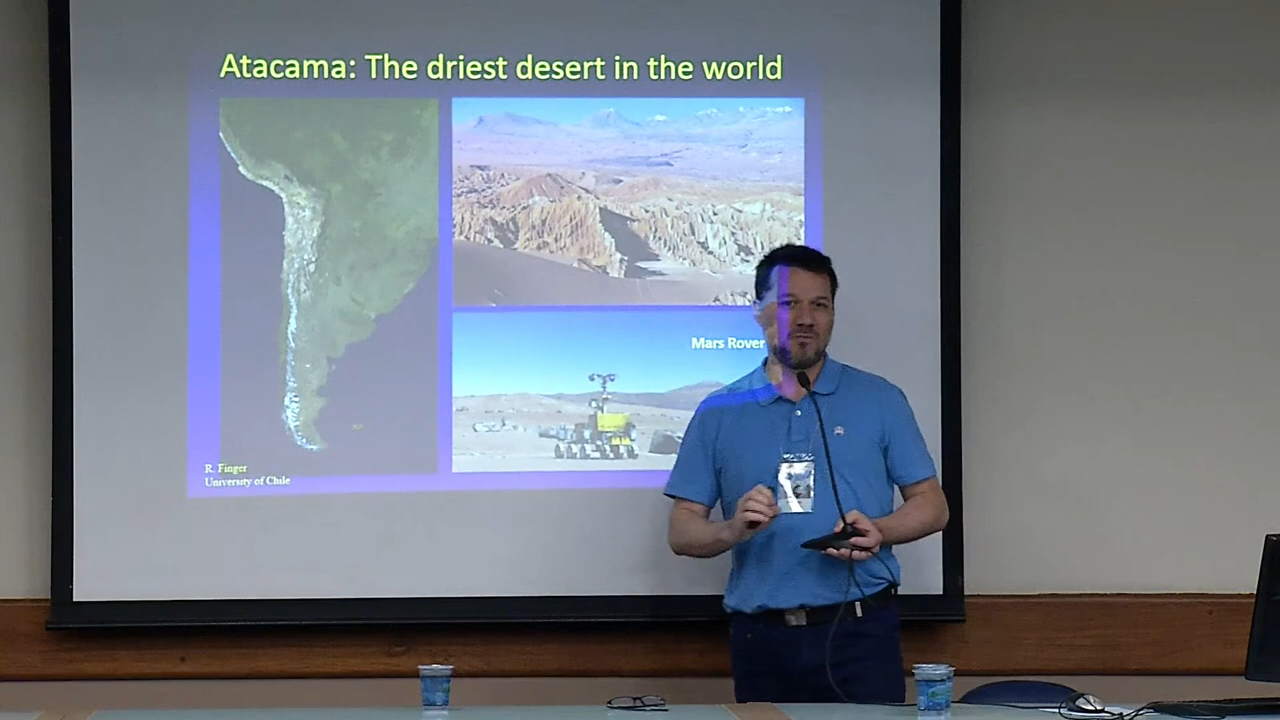 Atacama: The driest desert in the world
Mars Rover
R. Finger
University of Chile